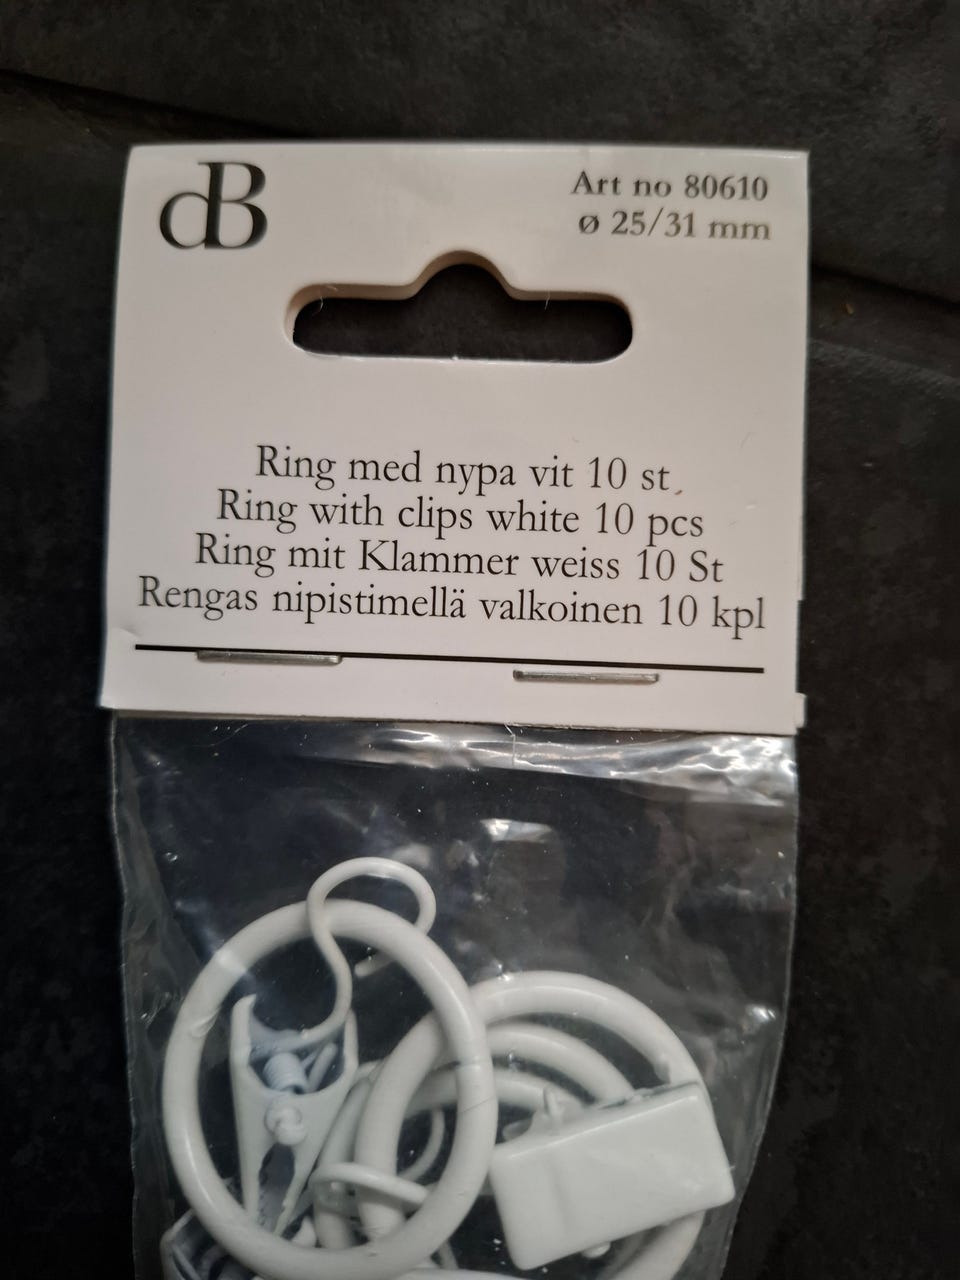 dB
Art no 80610
ø 25/31 mm
Ring med nypa vit 10 st
Ring with clips white 10 pcs
Ring mit Klammer weiss 10 St
Rengas nipistimellä valkoinen 10 kpl